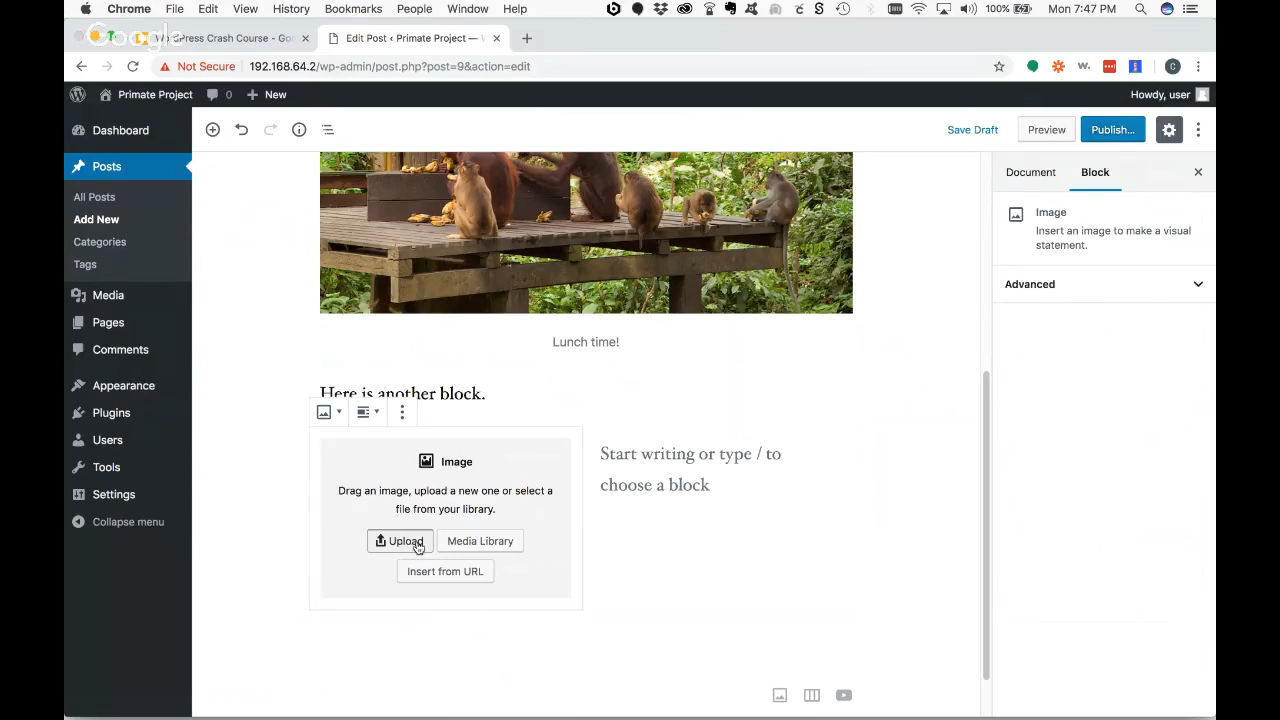 Chrome File Edit View History Bookmarks People Window Help 100% Mon 7:47 PM
Google
WordPress Crash Course - Go Edit Post ‹ Primate Project — W
Not Secure 192.168.64.2/wp-admin/post.php?post=9&action=edit
Primate Project 0 New Howdy, user
Dashboard
Posts
All Posts
Add New
Categories
Tags
Media
Pages
Comments
Appearance
Plugins
Users
Tools
Settings
Collapse menu
Save Draft Preview Publish...
Document Block
Image
Insert an image to make a visual
statement.
Advanced
Lunch time!
Here is another block.
Image
Drag an image, upload a new one or select a
file from your library.
Upload Media Library
Insert from URL
Start writing or type / to
choose a block